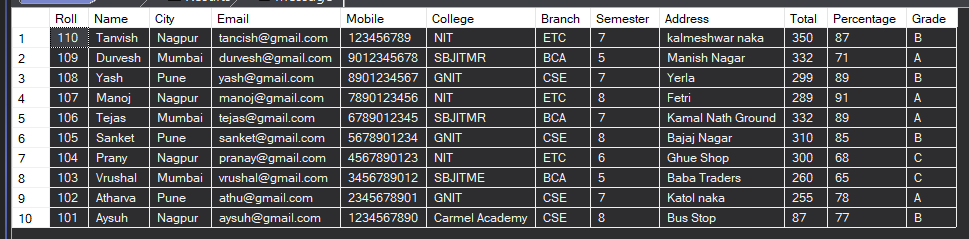 Results Message
Roll Name City Email Mobile College Branch Semester Address Total Percentage Grade
1 110 Tanvish Nagpur tancish@gmail.com 123456789 NIT ETC 7 kalmeshwar naka 350 87 B
2 109 Durvesh Mumbai durvesh@gmail.com 9012345678 SBJITMR BCA 5 Manish Nagar 332 71 A
3 108 Yash Pune yash@gmail.com 8901234567 GNIT CSE 7 Yerla 299 89 B
4 107 Manoj Nagpur manoj@gmail.com 7890123456 NIT ETC 8 Fetri 289 91 A
5 106 Tejas Mumbai tejas@gmail.com 6789012345 SBJITMR BCA 7 Kamal Nath Ground 332 89 A
6 105 Sanket Pune sanket@gmail.com 5678901234 GNIT CSE 8 Bajaj Nagar 310 85 B
7 104 Prany Nagpur pranay@gmail.com 4567890123 NIT ETC 6 Ghue Shop 300 68 C
8 103 Vrushal Mumbai vrushal@gmail.com 3456789012 SBJITME BCA 5 Baba Traders 260 65 C
9 102 Atharva Pune athu@gmail.com 2345678901 GNIT CSE 7 Katol naka 255 78 A
10 101 Aysuh Nagpur aysuh@gmail.com 1234567890 Carmel Academy CSE 8 Bus Stop 87 77 B